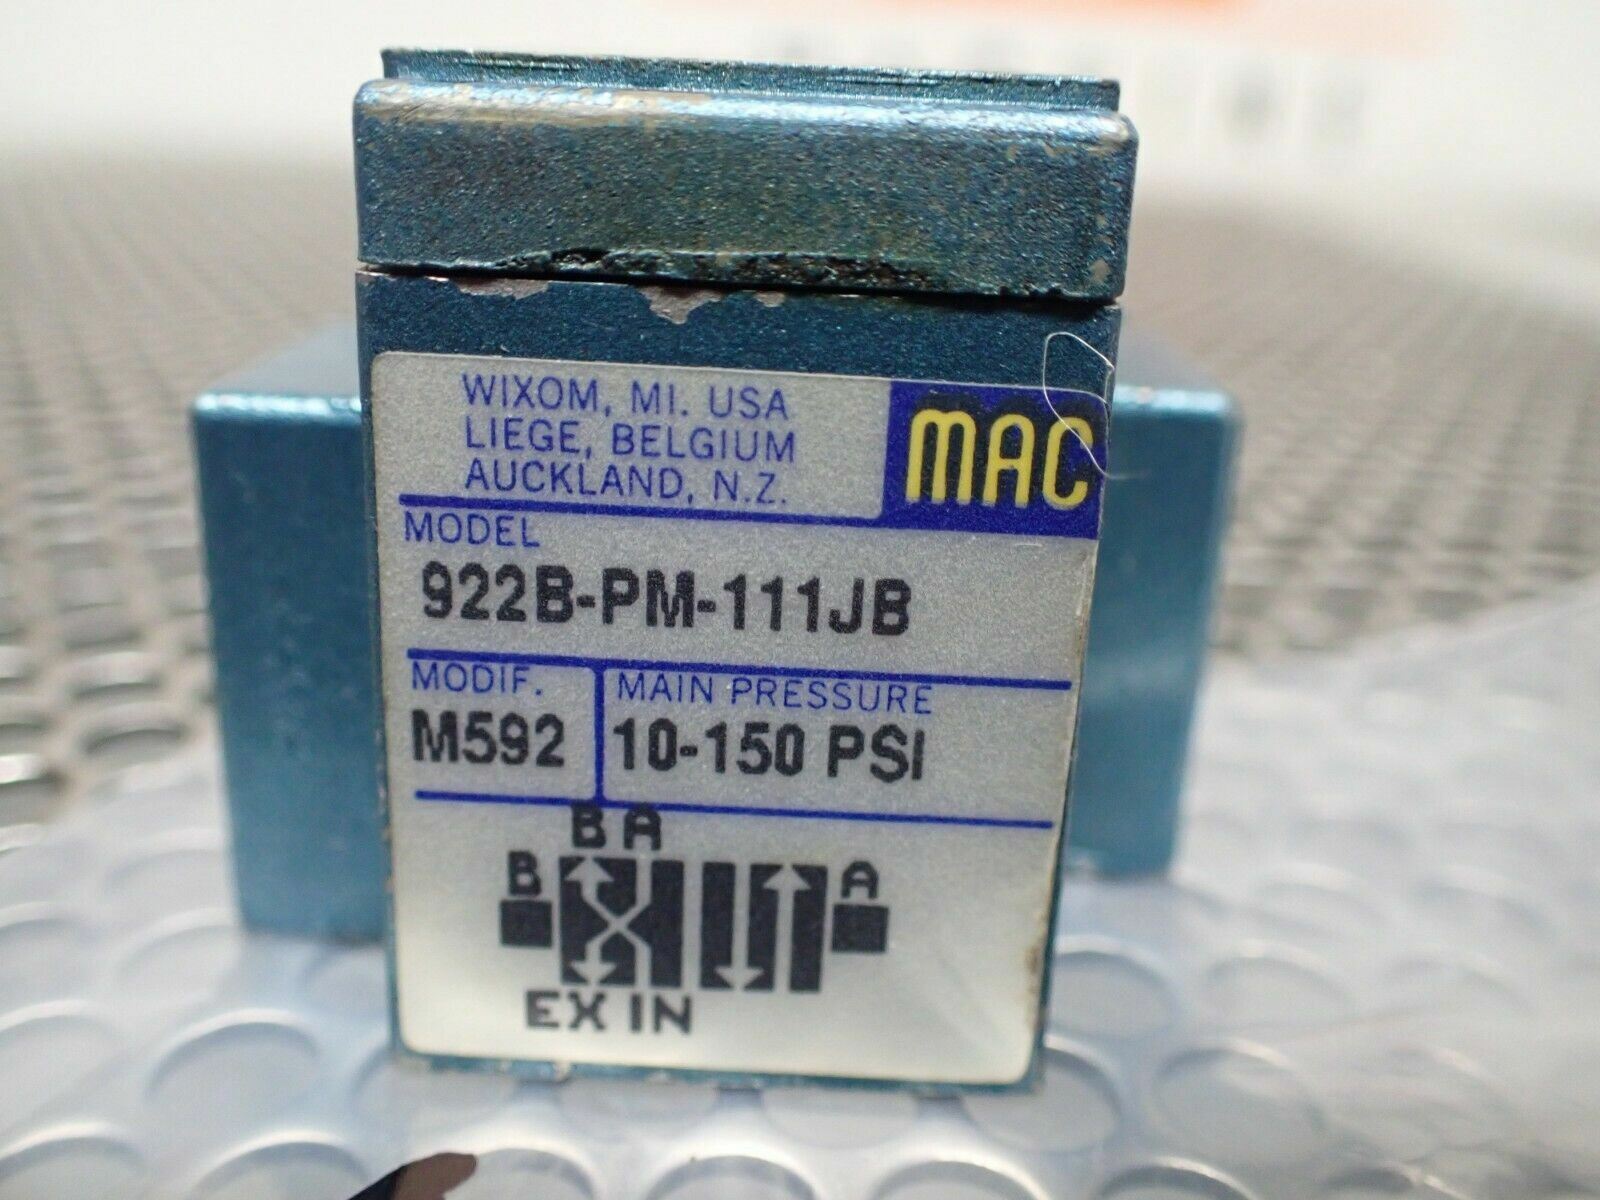 WIXOM, MI. USA
LIEGE, BELGIUM
AUCKLAND, N.Z.
MAC
MODEL
922B-PM-111JB
MODIF.
M592
MAIN PRESSURE
10-150 PSI
B A
B
A
EX IN